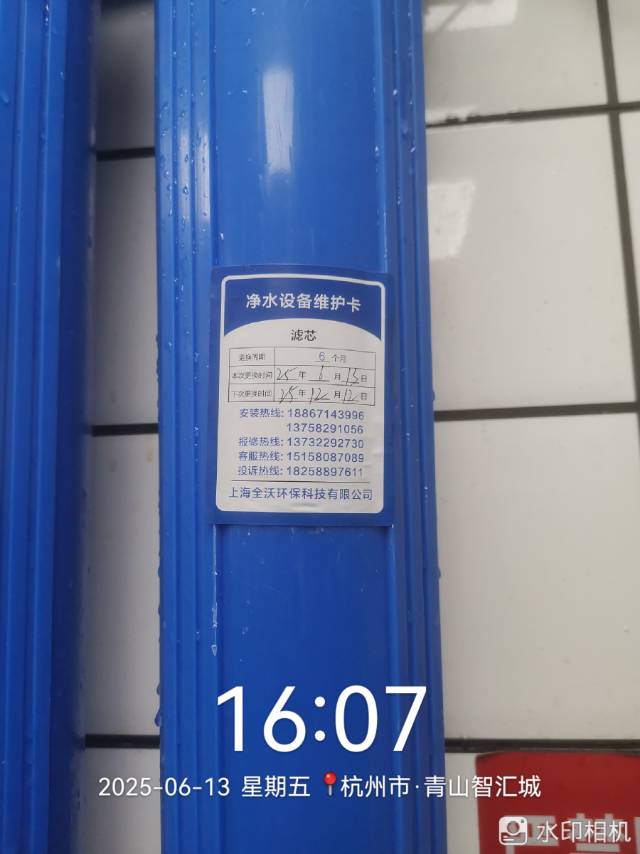 净水设备维护卡
滤芯
更换周期 6 个月
本次更换时间 25 年 6 月 13 日
下次更换时间 25 年 12 月 12 日
安装热线: 18867143996
13758291056
报修热线: 13732292730
客服热线: 15158087089
投诉热线: 18258897611
上海全沃环保科技有限公司
16:07
2025-06-13 星期五 杭州市·青山智汇城
严禁
水印相机